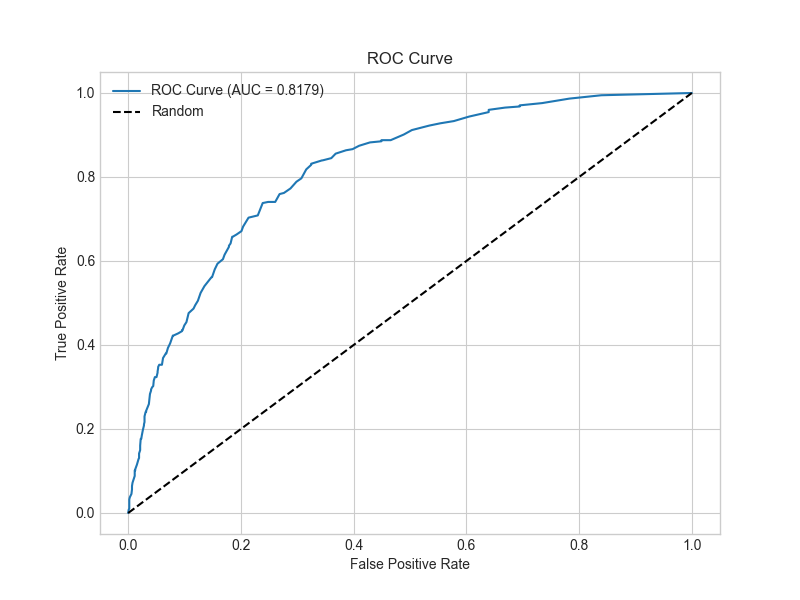 ROC Curve
ROC Curve (AUC = 0.8179)
Random
1.0
0.8
0.6
0.4
0.2
0.0
True Positive Rate
0.0 0.2 0.4 0.6 0.8 1.0
False Positive Rate